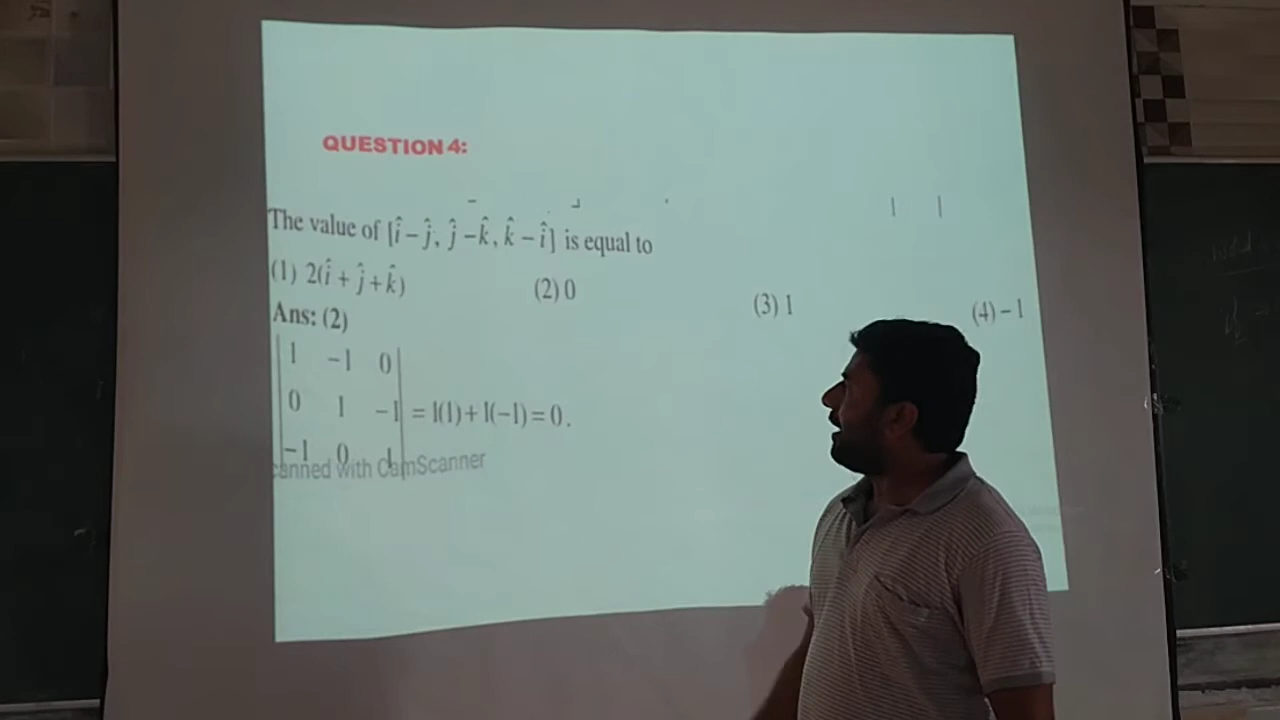 QUESTION 4:
The value of [î − ĵ, ĵ − k̂, k̂ − î] is equal to
(1) 2(î + ĵ + k̂) (2) 0 (3) 1 (4) − 1
Ans: (2)
|1 −1 0|
|0 1 −1| = 1(1) + 1(−1) = 0.
|−1 0 1|
canned with CamScanner